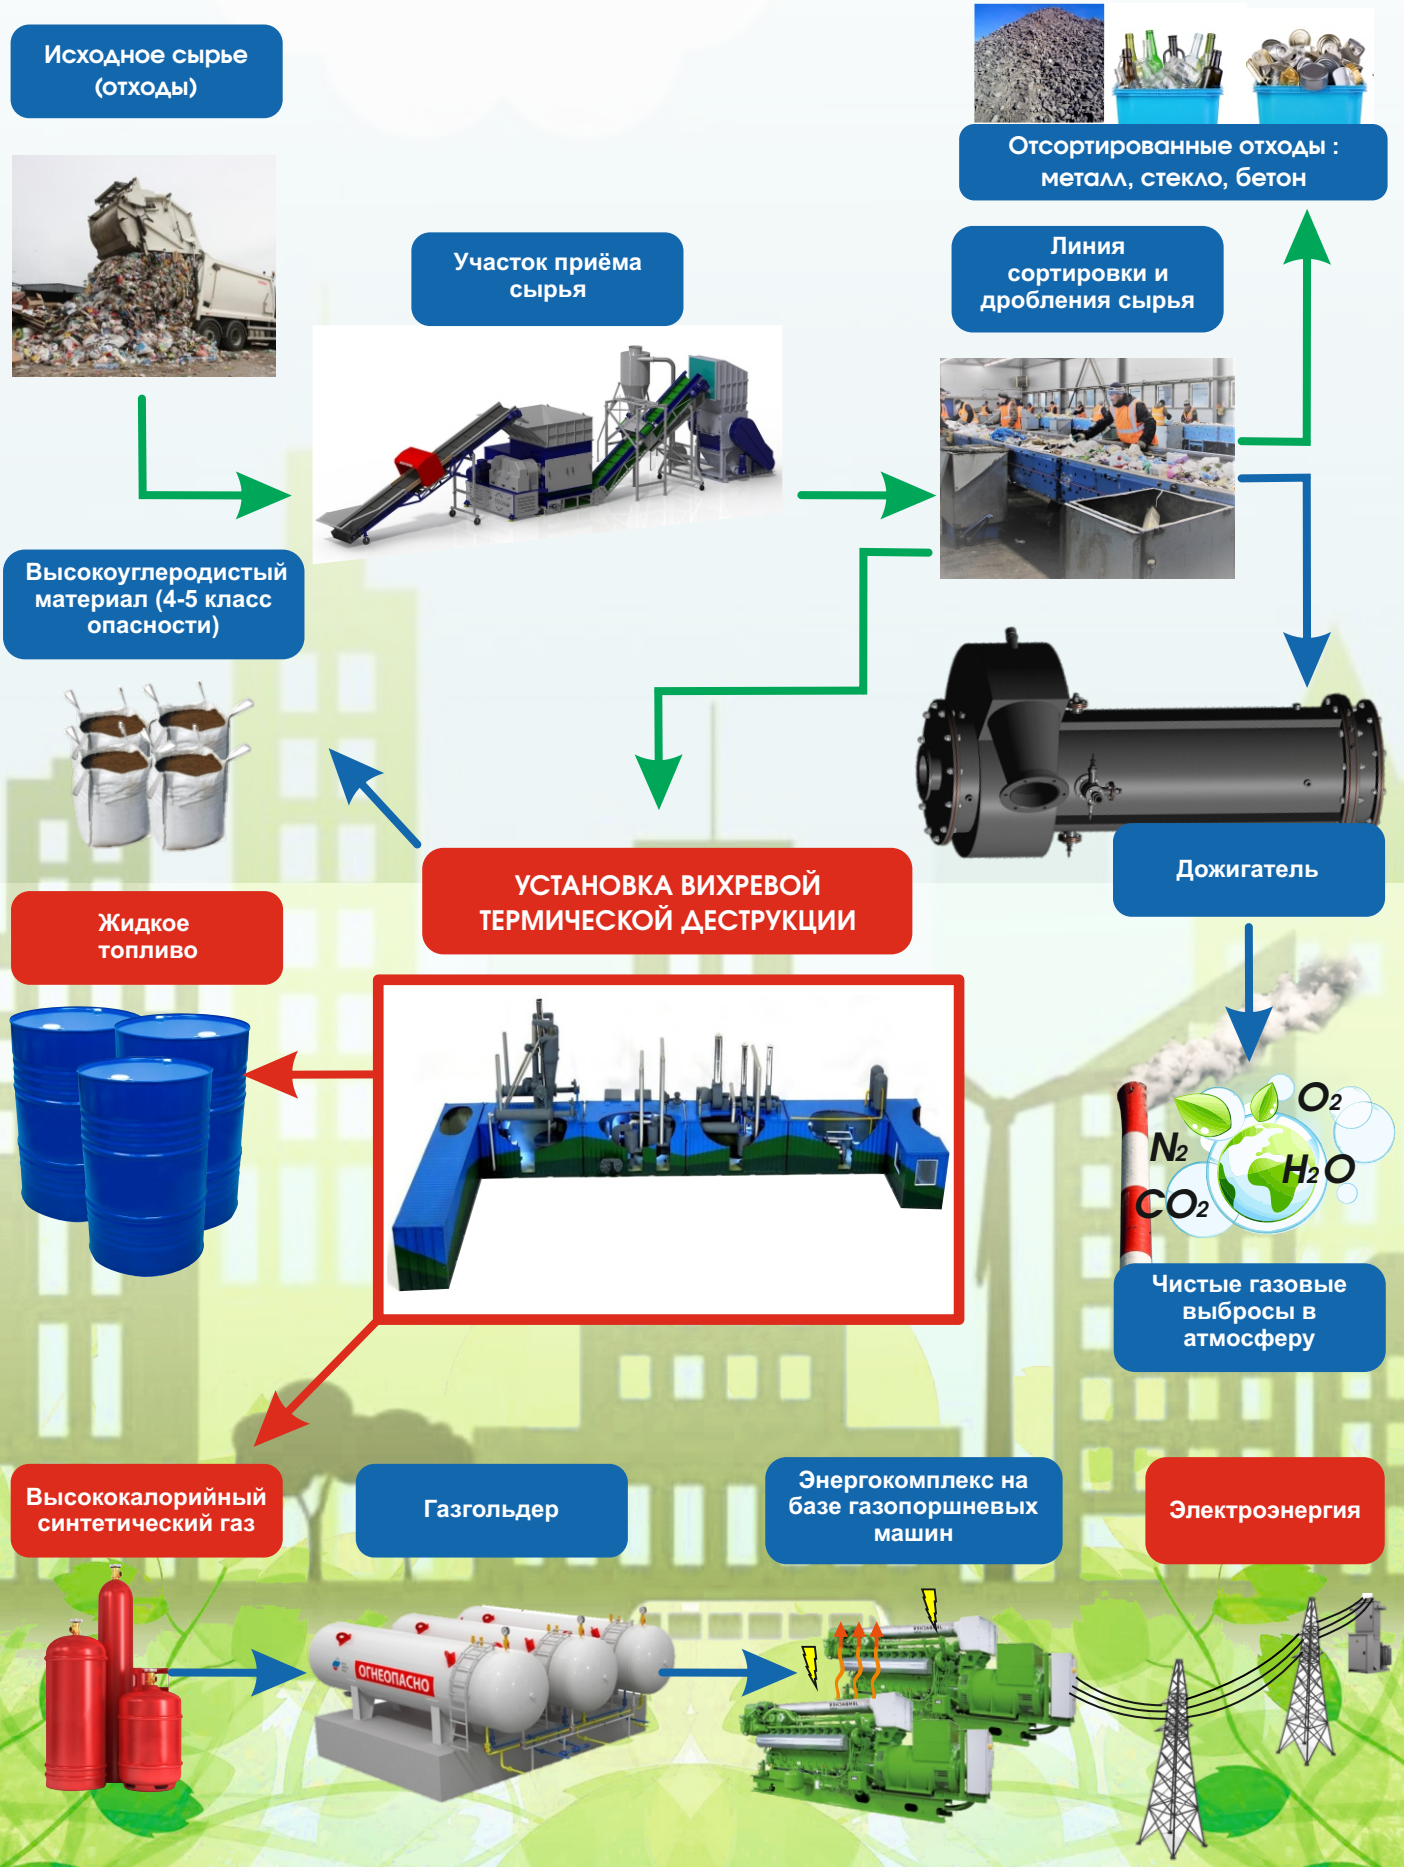 Исходное сырье
(отходы)
Отсортированные отходы :
металл, стекло, бетон
Участок приёма
сырья
Линия
сортировки и
дробления сырья
Высокоуглеродистый
материал (4-5 класс
опасности)
УСТАНОВКА ВИХРЕВОЙ
ТЕРМИЧЕСКОЙ ДЕСТРУКЦИИ
Дожигатель
Жидкое
топливо
O2
N2
H2O
CO2
Чистые газовые
выбросы в
атмосферу
Высококалорийный
синтетический газ
Газгольдер
Энергокомплекс на
базе газопоршневых
машин
Электроэнергия
ОГНЕОПАСНО